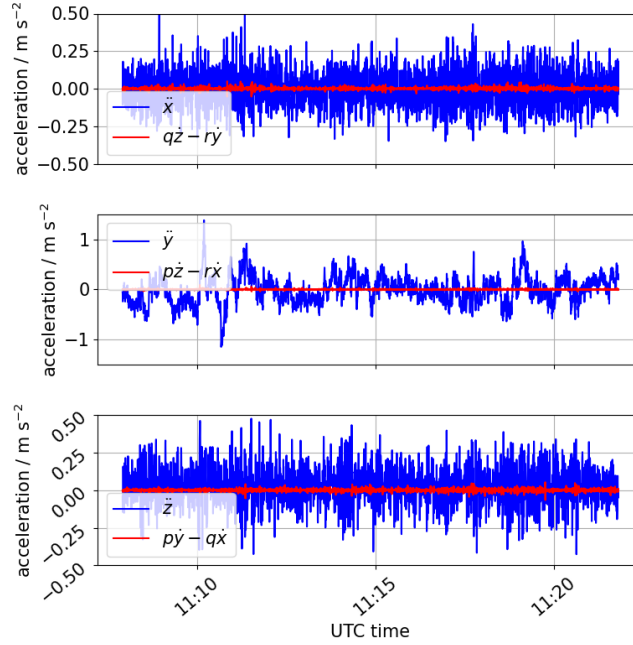 0.50
0.25
0.00
−0.25
−0.50
acceleration / m s⁻²
ẍ
qż − rẏ
1
0
−1
acceleration / m s⁻²
ÿ
pż − rẋ
0.50
0.25
0.00
−0.25
−0.50
acceleration / m s⁻²
z̈
pẏ − qẋ
11:10
11:15
11:20
UTC time